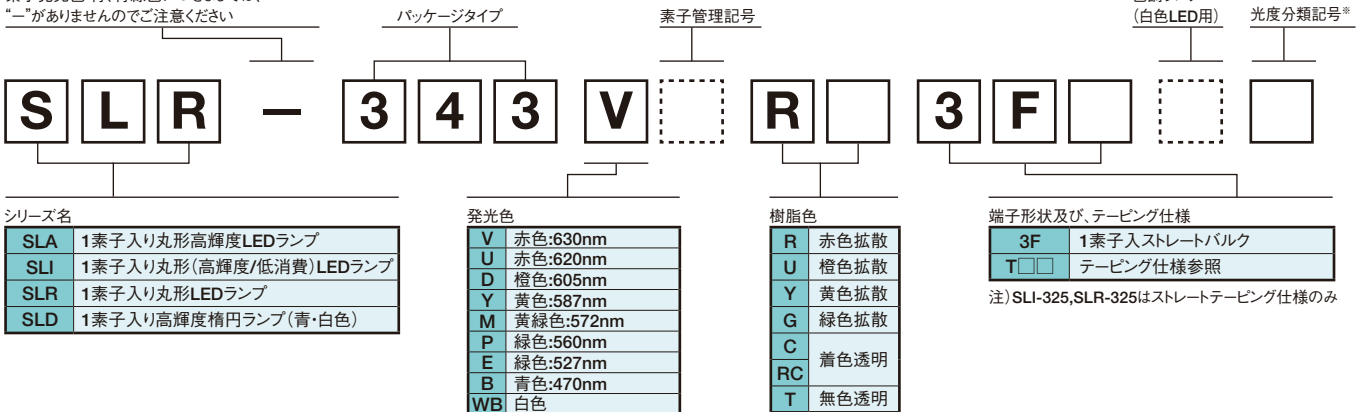 “ー”がありませんのでご注意ください
パッケージタイプ
素子管理記号
(白色LED用)
光度分類記号※
S L R ー 3 4 3 V R 3 F
シリーズ名
SLA 1素子入り丸形高輝度LEDランプ
SLI 1素子入り丸形(高輝度/低消費)LEDランプ
SLR 1素子入り丸形LEDランプ
SLD 1素子入り高輝度楕円ランプ(青・白色)
発光色
V 赤色:630nm
U 赤色:620nm
D 橙色:605nm
Y 黄色:587nm
M 黄緑色:572nm
P 緑色:560nm
E 緑色:527nm
B 青色:470nm
WB 白色
樹脂色
R 赤色拡散
U 橙色拡散
Y 黄色拡散
G 緑色拡散
C
着色透明
RC
T 無色透明
端子形状及び、テーピング仕様
3F 1素子入ストレートバルク
T□□ テーピング仕様参照
注)SLI-325,SLR-325はストレートテーピング仕様のみ